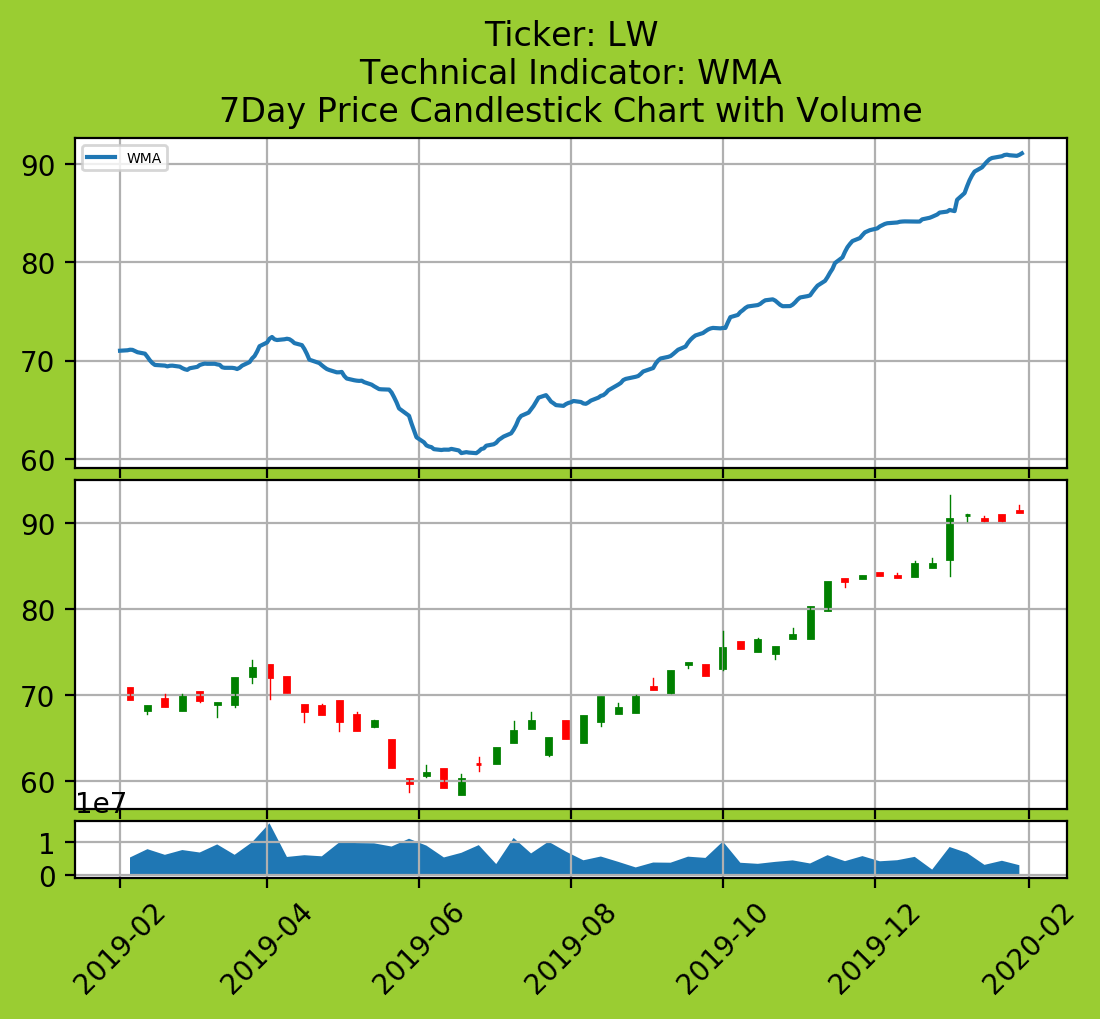 Ticker: LW
Technical Indicator: WMA
7Day Price Candlestick Chart with Volume
WMA
90
80
70
60
90
80
70
60
1e7
1
0
2019-02 2019-04 2019-06 2019-08 2019-10 2019-12 2020-02